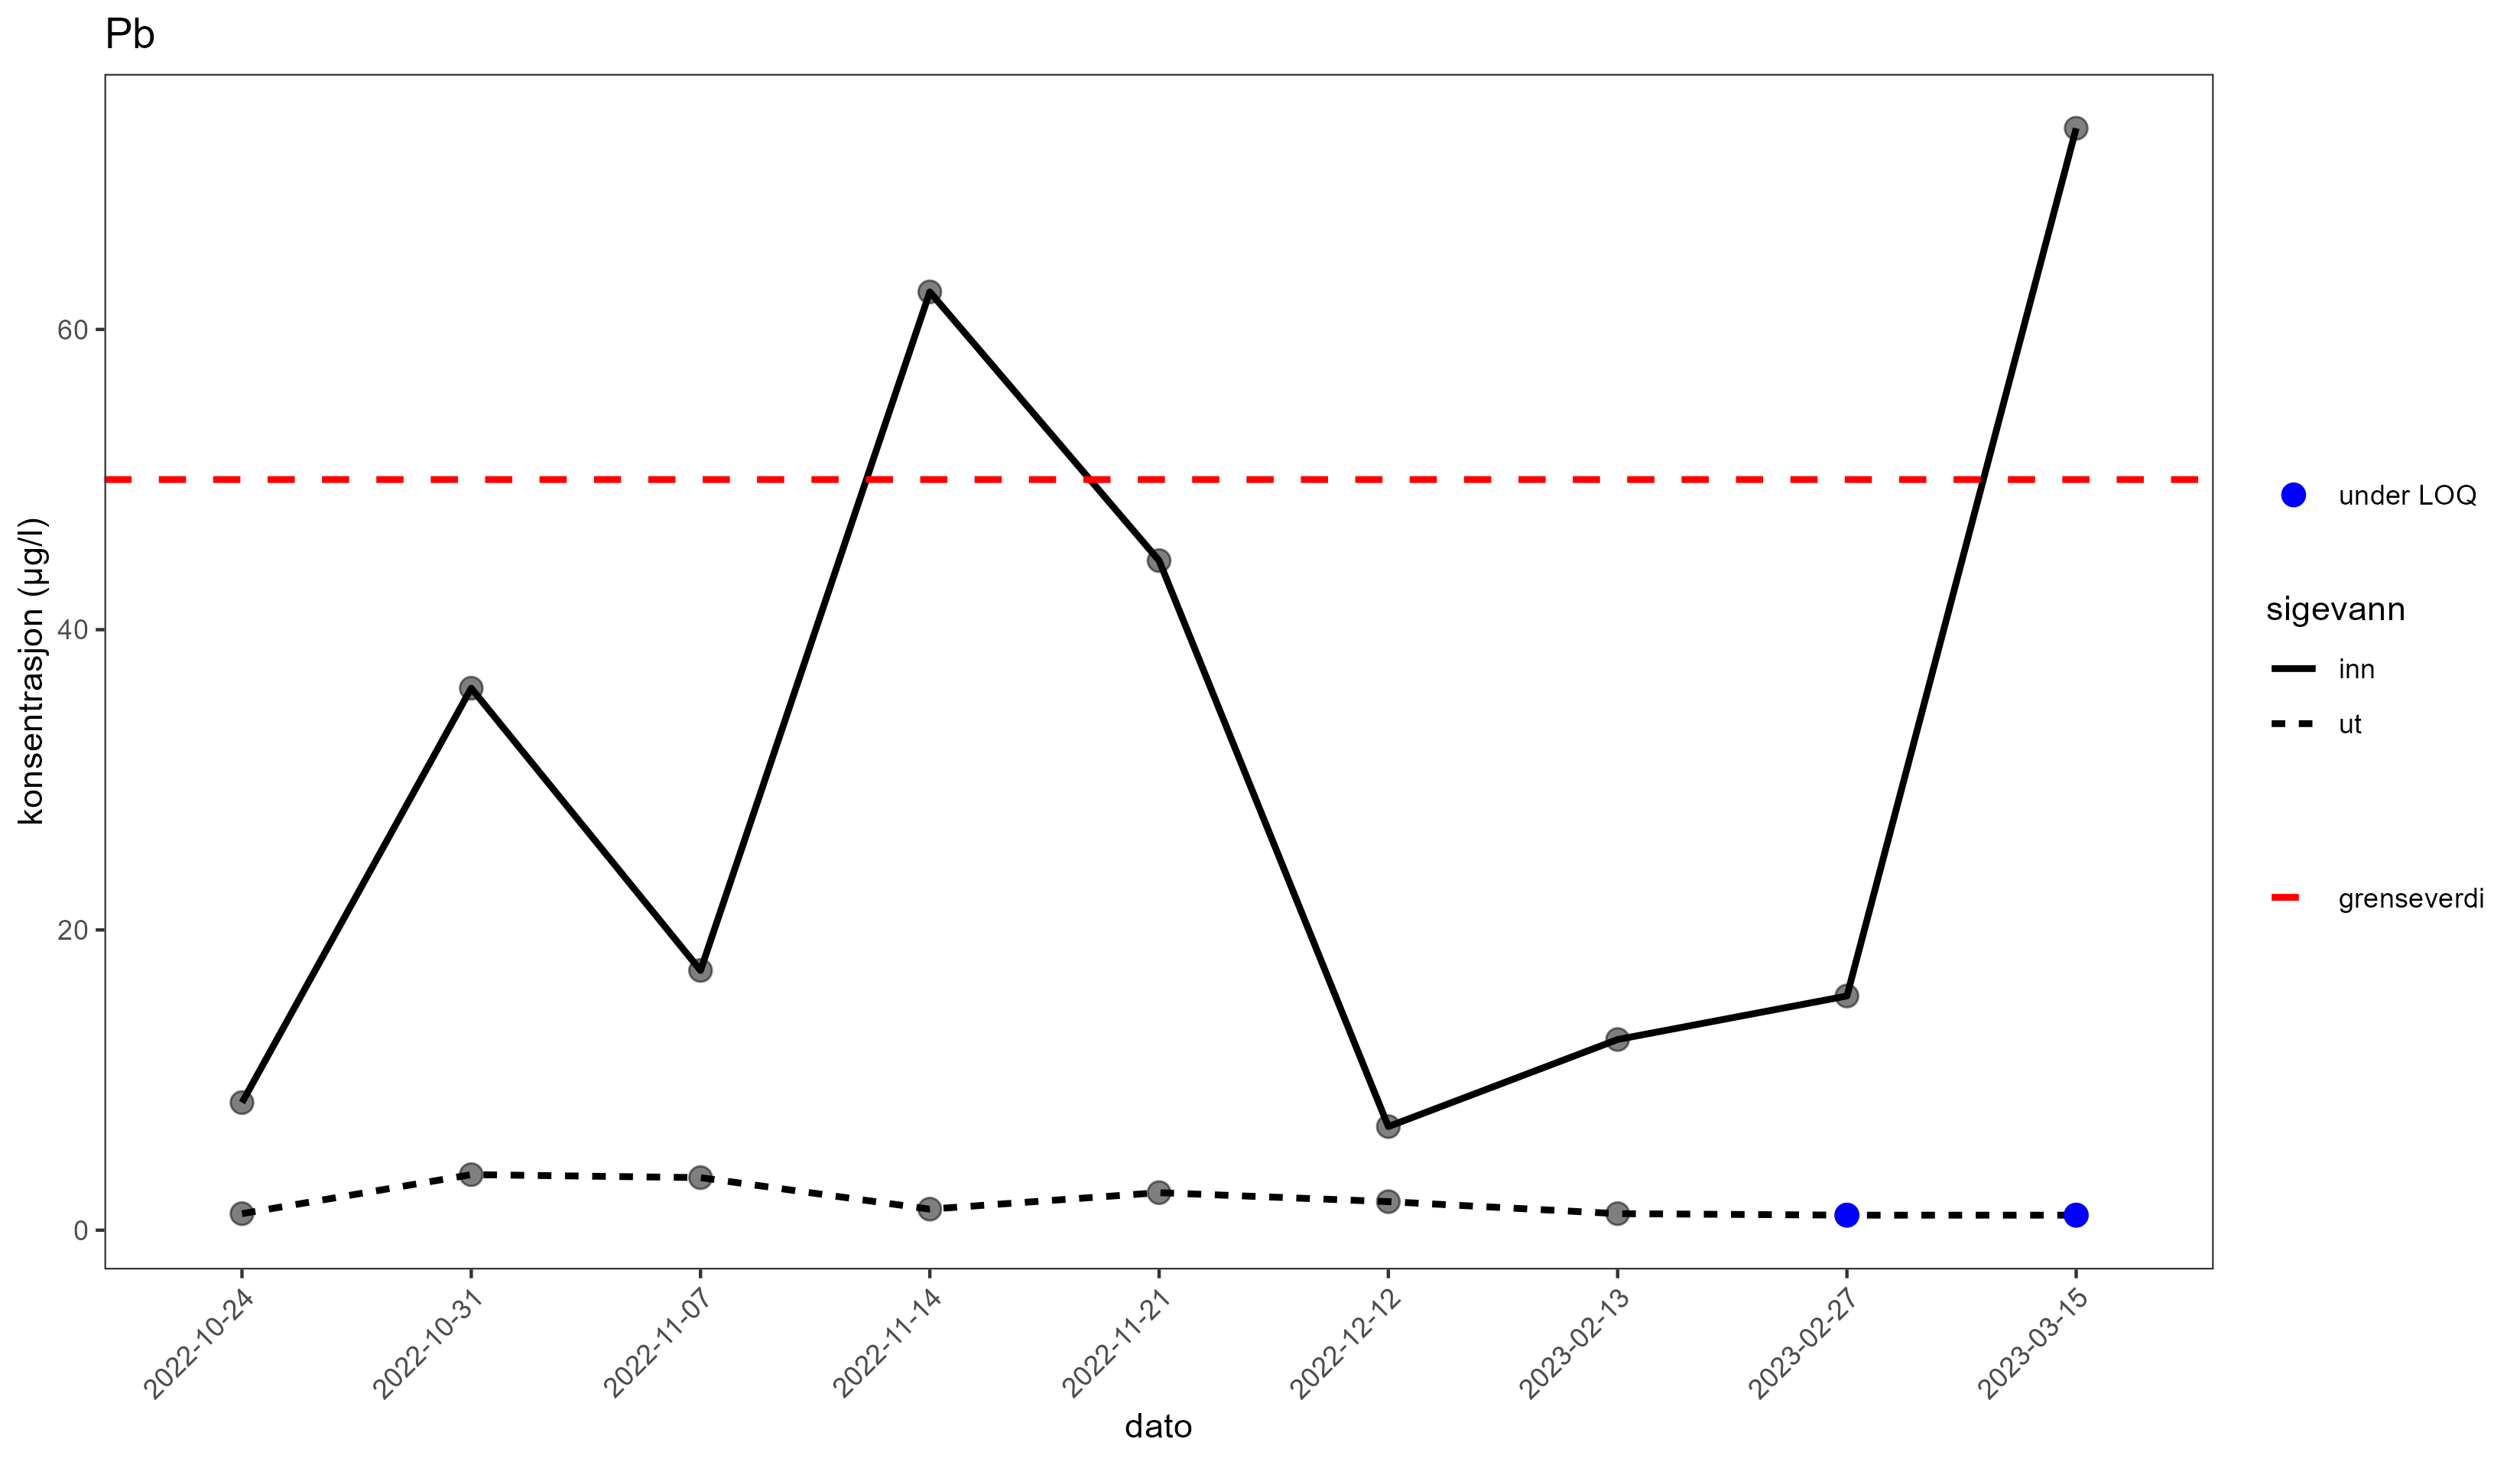 Pb
konsentrasjon (µg/l)
60
40
20
0
2022-10-24
2022-10-31
2022-11-07
2022-11-14
2022-11-21
2022-12-12
2023-02-13
2023-02-27
2023-03-15
dato
under LOQ
sigevann
inn
ut
grenseverdi